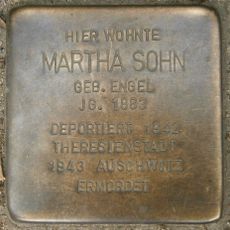 HIER WOHNTE
MARTHA SOHN
GEB. ENGEL
JG. 1883
DEPORTIERT 1942
THERESIENSTADT
1943 AUSCHWITZ
ERMORDET